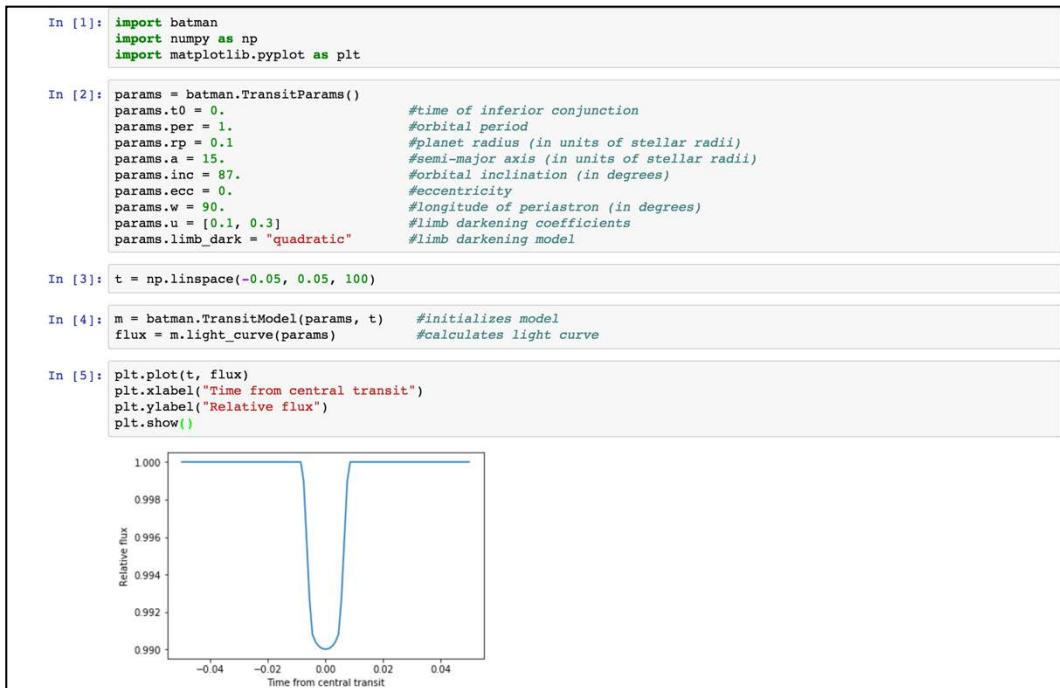 In [1]: import batman
import numpy as np
import matplotlib.pyplot as plt
In [2]: params = batman.TransitParams()
params.t0 = 0. #time of inferior conjunction
params.per = 1. #orbital period
params.rp = 0.1 #planet radius (in units of stellar radii)
params.a = 15. #semi-major axis (in units of stellar radii)
params.inc = 87. #orbital inclination (in degrees)
params.ecc = 0. #eccentricity
params.w = 90. #longitude of periastron (in degrees)
params.u = [0.1, 0.3] #limb darkening coefficients
params.limb_dark = "quadratic" #limb darkening model
In [3]: t = np.linspace(-0.05, 0.05, 100)
In [4]: m = batman.TransitModel(params, t) #initializes model
flux = m.light_curve(params) #calculates light curve
In [5]: plt.plot(t, flux)
plt.xlabel("Time from central transit")
plt.ylabel("Relative flux")
plt.show()
1.000
0.998
0.996
0.994
0.992
0.990
Relative flux
−0.04 −0.02 0.00 0.02 0.04
Time from central transit